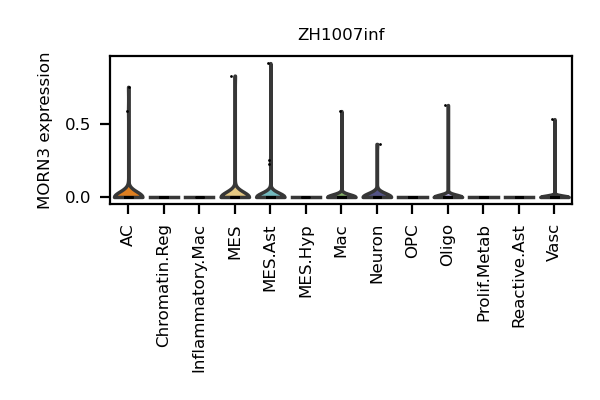 ZH1007inf
MORN3 expression
0.5
0.0
AC
Chromatin.Reg
Inflammatory.Mac
MES
MES.Ast
MES.Hyp
Mac
Neuron
OPC
Oligo
Prolif.Metab
Reactive.Ast
Vasc